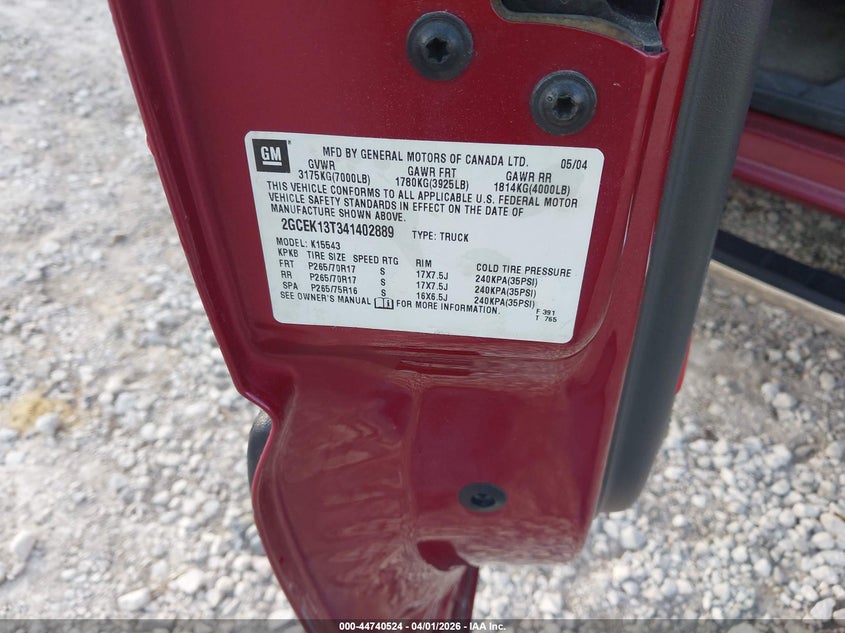 GM
MFD BY GENERAL MOTORS OF CANADA LTD. 05/04
GVWR GAWR FRT GAWR RR
3175KG(7000LB) 1780KG(3925LB) 1814KG(4000LB)
THIS VEHICLE CONFORMS TO ALL APPLICABLE U.S. FEDERAL MOTOR
VEHICLE SAFETY STANDARDS IN EFFECT ON THE DATE OF
MANUFACTURE SHOWN ABOVE.
2GCEK13T341402889 TYPE: TRUCK
MODEL: K15543
KPKB TIRE SIZE SPEED RTG RIM COLD TIRE PRESSURE
FRT P265/70R17 S 17X7.5J 240KPA(35PSI)
RR P265/70R17 S 17X7.5J 240KPA(35PSI)
SPA P265/75R16 S 16X6.5J 240KPA(35PSI)
SEE OWNER'S MANUAL FOR MORE INFORMATION.
F 391
T 765
000-44740524 - 04/01/2026 - IAA Inc.